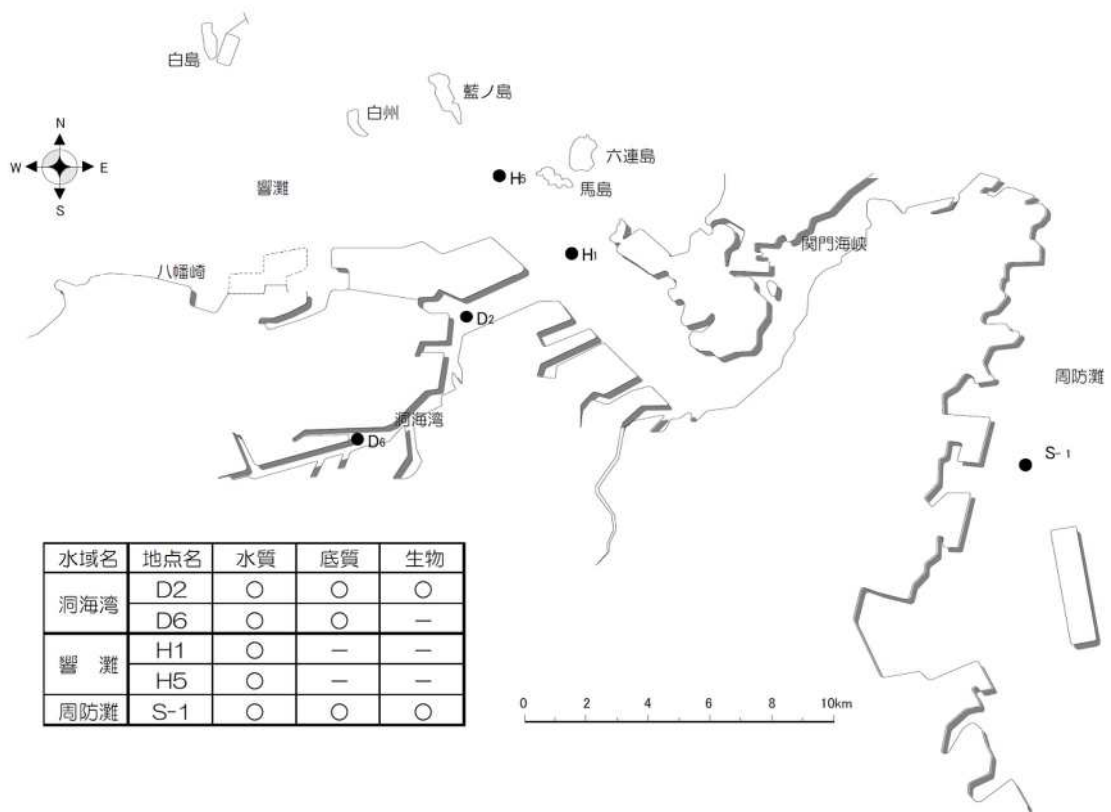 白島
藍ノ島
白州
N
W E
S
六連島
響灘
H5
馬島
関門海峡
八幡崎
H1
D2
周防灘
洞海湾
D6
S-1
水域名 地点名 水質 底質 生物
洞海湾 D2 ○ ○ ○
D6 ○ ○ －
響 灘 H1 ○ － －
H5 ○ － －
周防灘 S-1 ○ ○ ○
0 2 4 6 8 10km